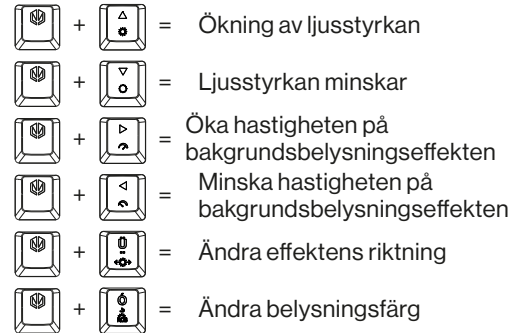 + = Ökning av ljusstyrkan
+ = Ljusstyrkan minskar
+ = Öka hastigheten på
bakgrundsbelysningseffekten
+ = Minska hastigheten på
bakgrundsbelysningseffekten
+ = Ändra effektens riktning
+ = Ändra belysningsfärg